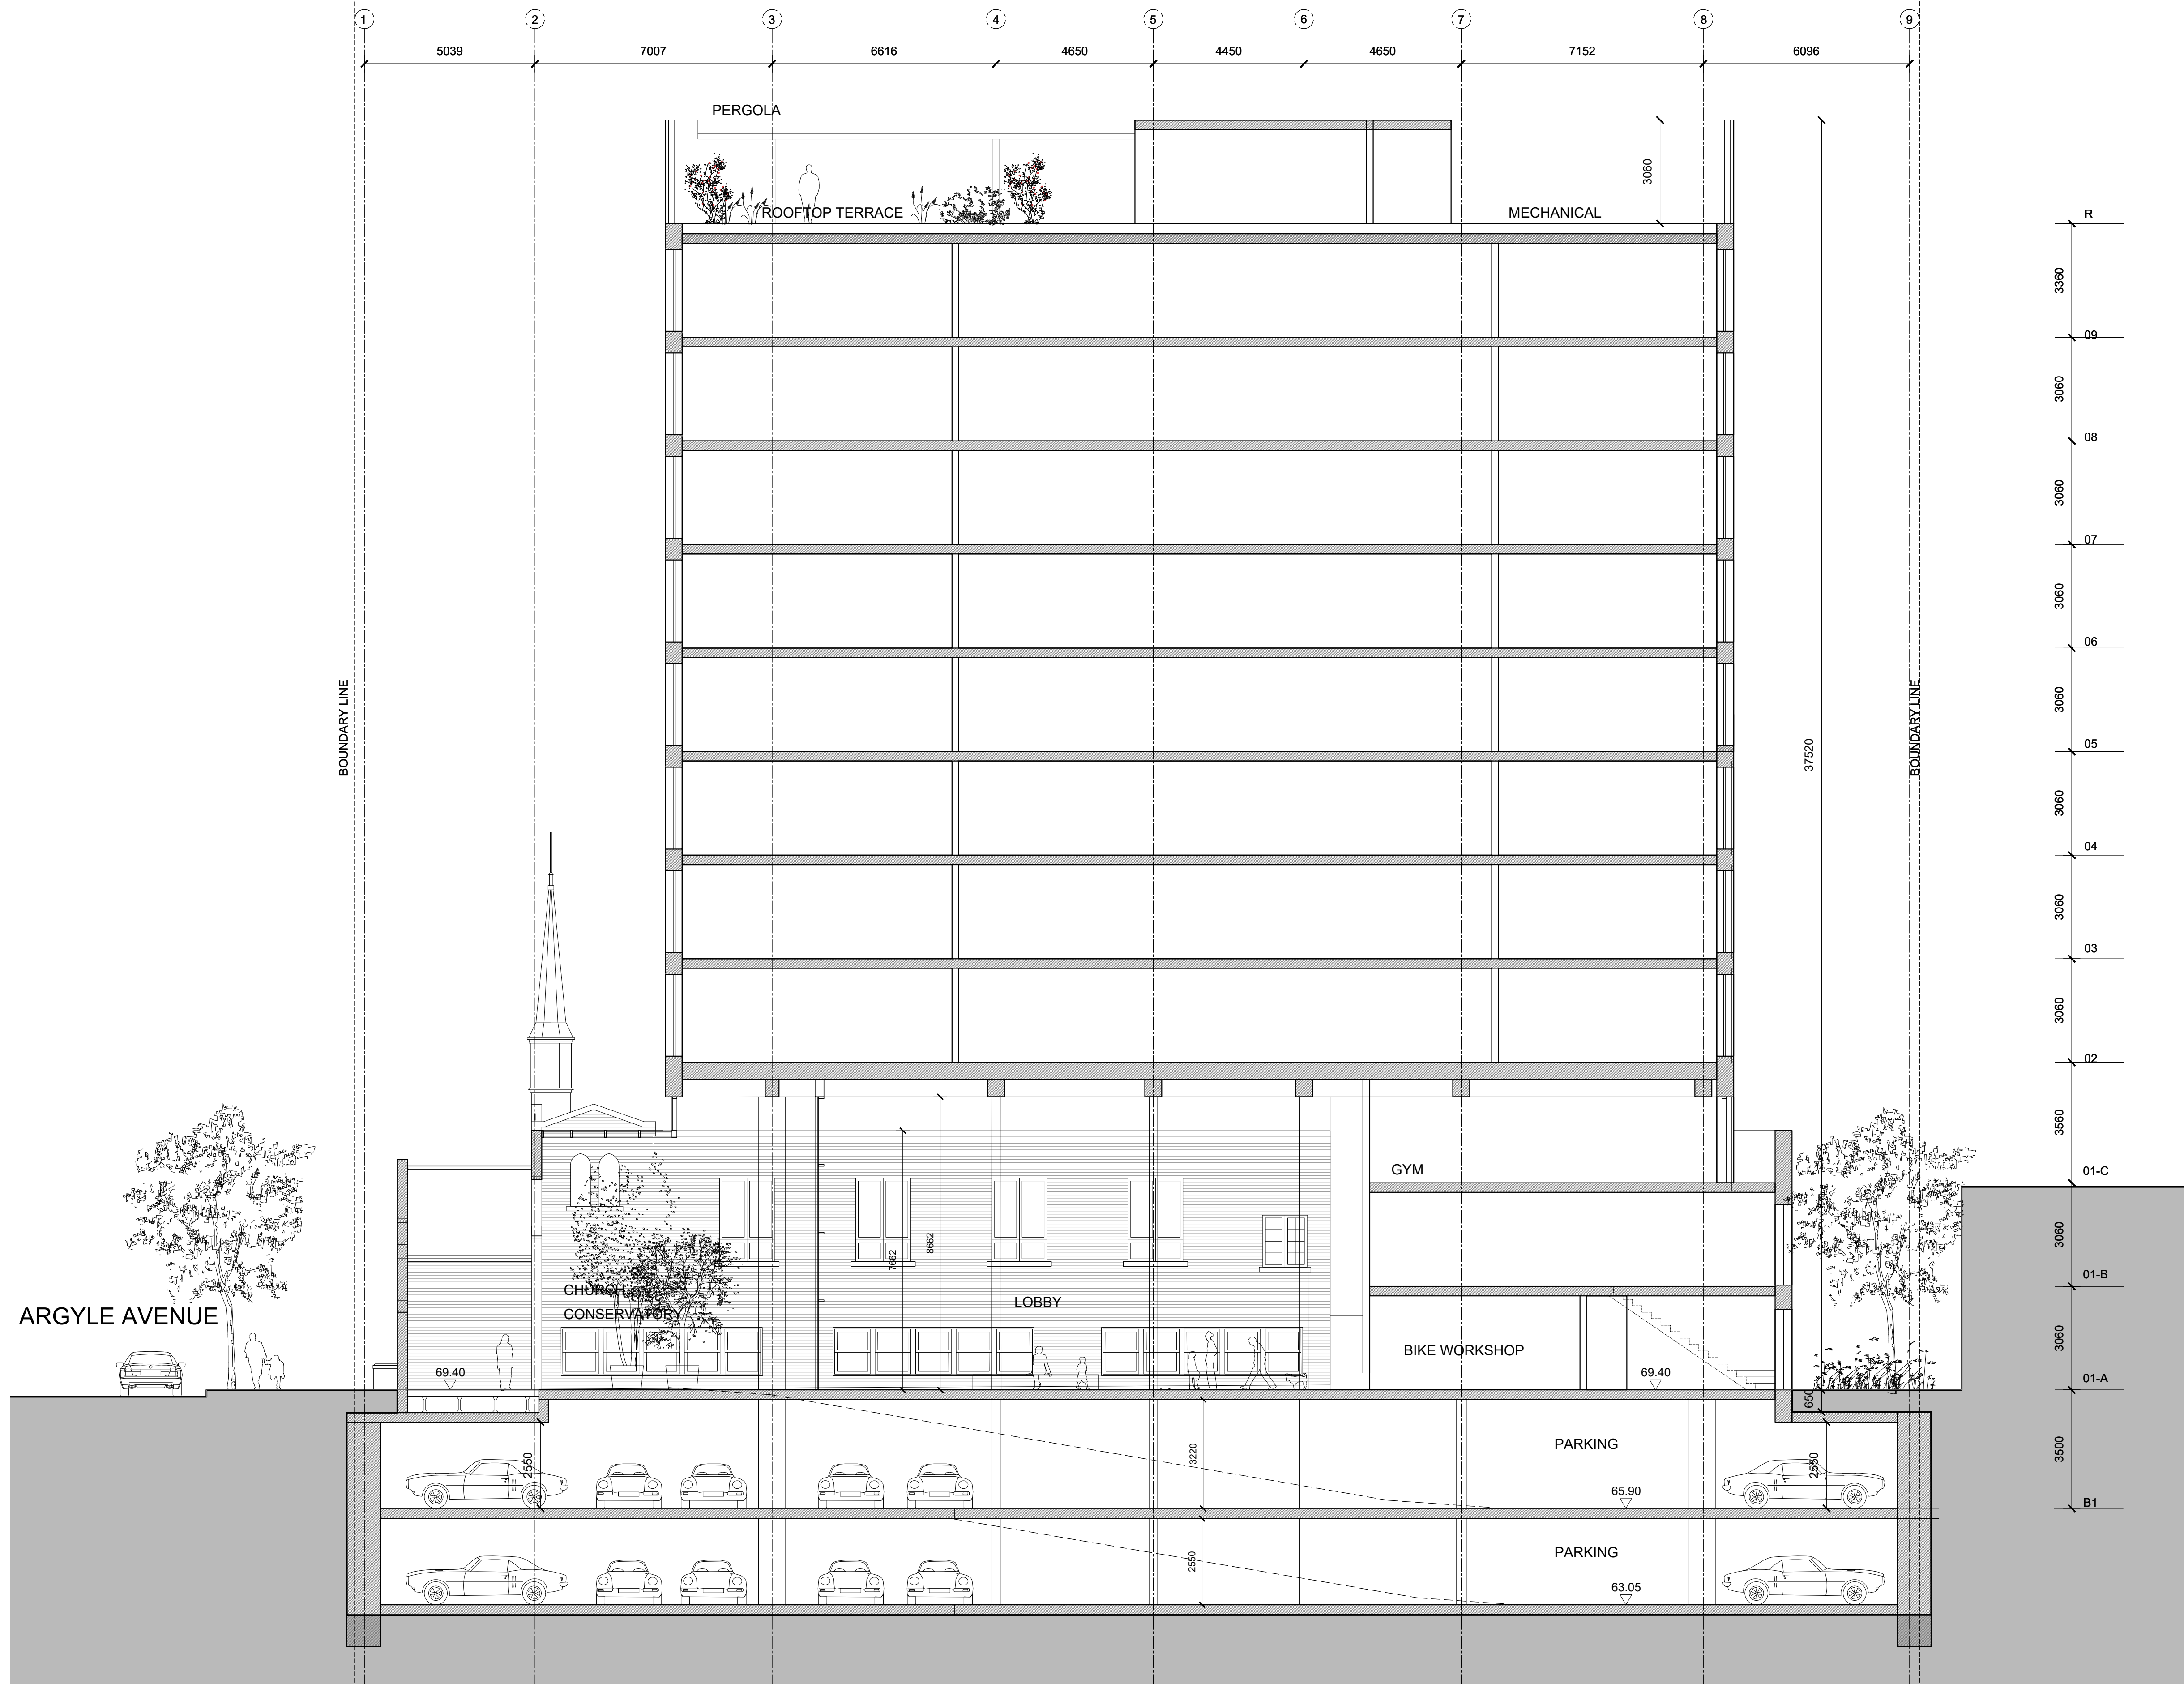 1 2 3 4 5 6 7 8 9
5039 7007 6616 4650 4450 4650 7152 6096
PERGOLA
3060
ROOFTOP TERRACE
MECHANICAL
R
3360
09
3060
08
3060
07
3060
06
3060
05
3060
04
3060
03
3060
02
3560
01-C
3060
01-B
3060
01-A
3500
B1
BOUNDARY LINE
BOUNDARY LINE
37520
GYM
7662
8662
CHURCH
CONSERVATORY
LOBBY
ARGYLE AVENUE
BIKE WORKSHOP
69.40
69.40
650
2550
3220
PARKING
2550
65.90
2550
PARKING
63.05